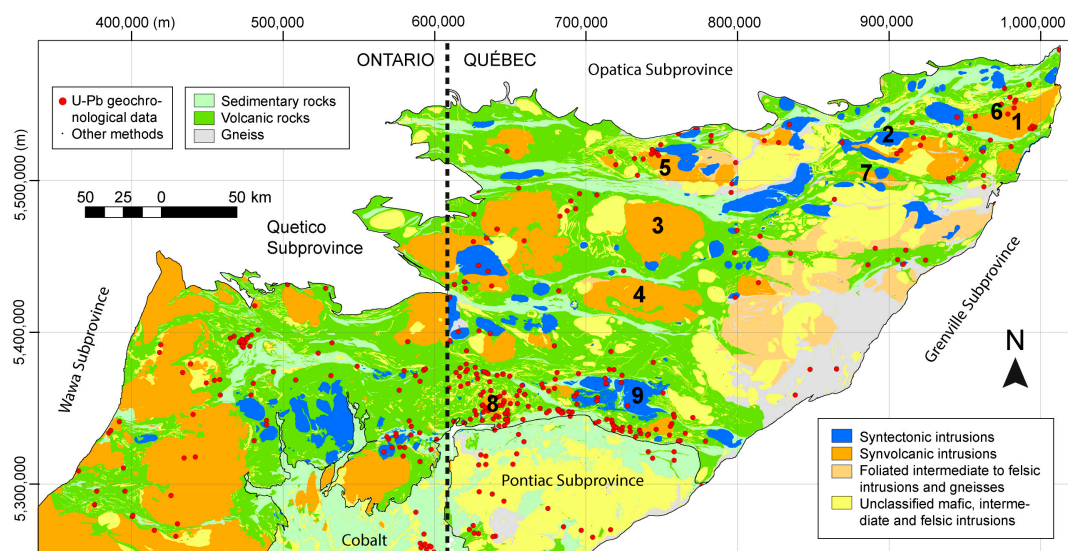 400,000 (m)
500,000
600,000
700,000
800,000
900,000
1,000,000
ONTARIO
QUÉBEC
Opatica Subprovince
U-Pb geochro-
nological data
Other methods
Sedimentary rocks
Volcanic rocks
Gneiss
5,500,000 (m)
5,400,000
5,300,000
50 25 0 50 km
Quetico
Subprovince
Wawa Subprovince
Grenville Subprovince
6
1
2
5
7
3
4
8
9
N
Pontiac Subprovince
Cobalt
Syntectonic intrusions
Synvolcanic intrusions
Foliated intermediate to felsic
intrusions and gneisses
Unclassified mafic, interme-
diate and felsic intrusions